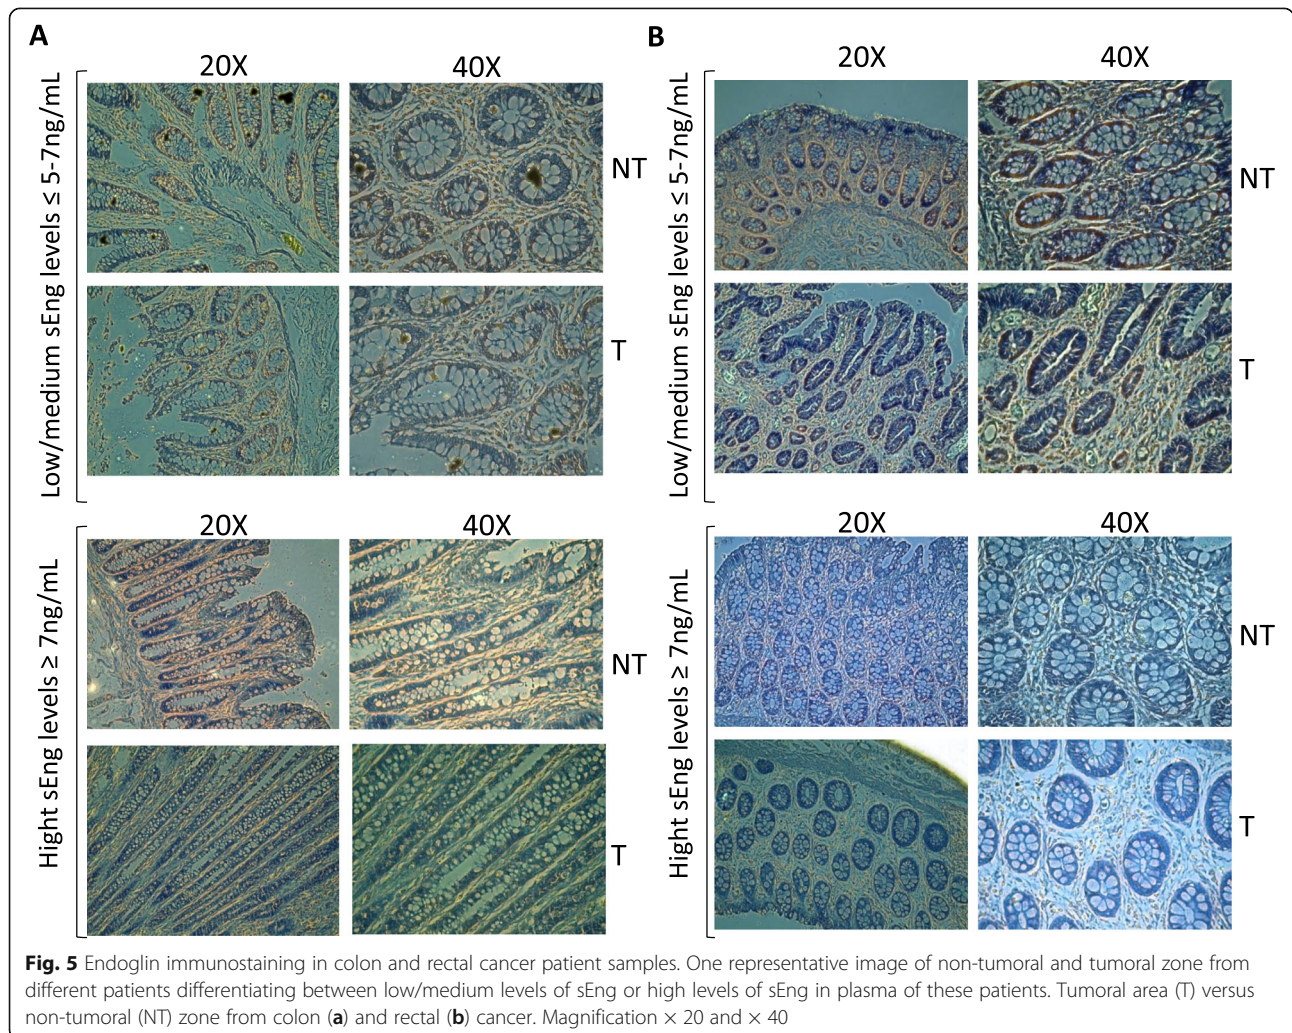 A
B
20X
40X
20X
40X
Low/medium sEng levels ≤ 5-7ng/mL
NT
T
Low/medium sEng levels ≤ 5-7ng/mL
NT
T
20X
40X
20X
40X
Hight sEng levels ≥ 7ng/mL
NT
T
Hight sEng levels ≥ 7ng/mL
NT
T
Fig. 5 Endoglin immunostaining in colon and rectal cancer patient samples. One representative image of non-tumoral and tumoral zone from
different patients differentiating between low/medium levels of sEng or high levels of sEng in plasma of these patients. Tumoral area (T) versus
non-tumoral (NT) zone from colon (a) and rectal (b) cancer. Magnification × 20 and × 40